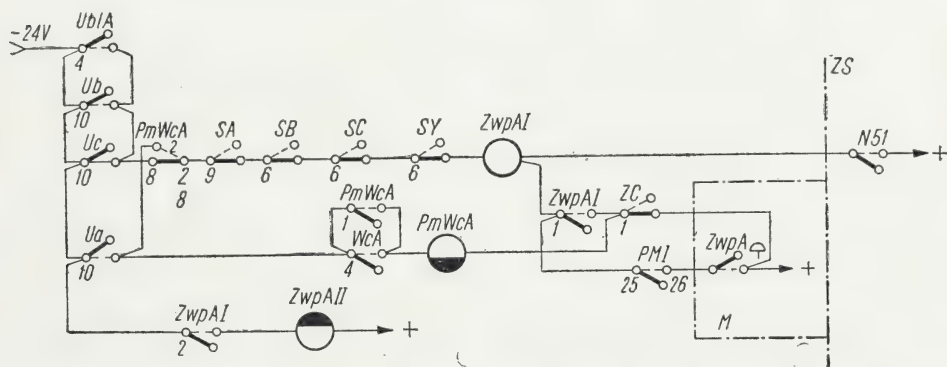 -24V
UblA
4
Ub
10
Uc
10
PmWcA
2
8
2
8
SA
9
SB
6
SC
6
SY
6
ZwpAI
ZS
N51
+
Ua
10
PmWcA
1
WcA
4
PmWcA
ZwpAI
1
ZC
1
PMI
25
26
ZwpA
+
M
ZwpAI
2
ZwpAII
+